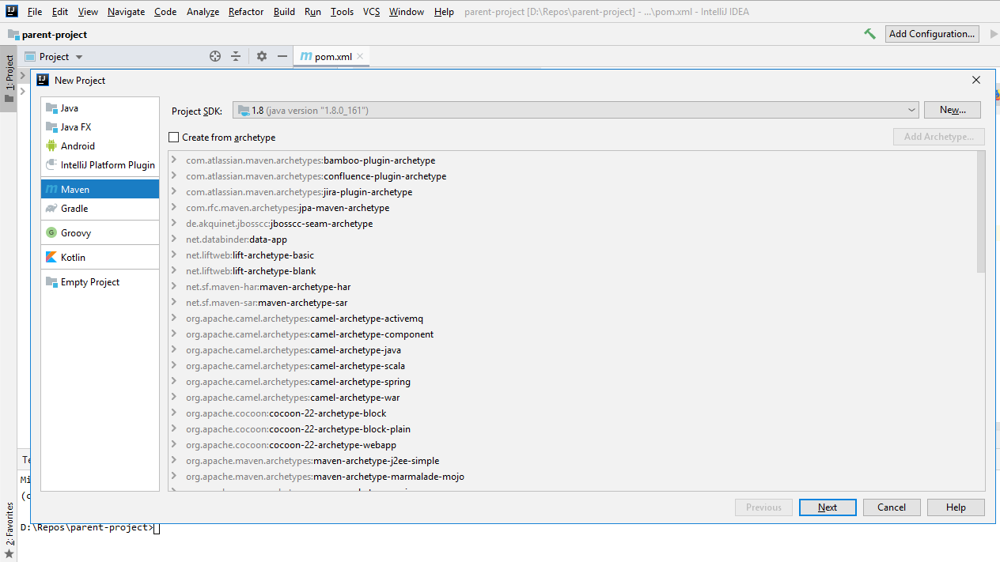 File Edit View Navigate Code Analyze Refactor Build Run Tools VCS Window Help parent-project [D:\Repos\parent-project] - ...\pom.xml - IntelliJ IDEA
parent-project
Add Configuration...
1: Project
Project
pom.xml
New Project
Java
Java FX
Android
IntelliJ Platform Plugin
Maven
Gradle
Groovy
Kotlin
Empty Project
Project SDK: 1.8 (java version "1.8.0_161") New...
Create from archetype Add Archetype...
com.atlassian.maven.archetypes:bamboo-plugin-archetype
com.atlassian.maven.archetypes:confluence-plugin-archetype
com.atlassian.maven.archetypes:jira-plugin-archetype
com.rfc.maven.archetypes:jpa-maven-archetype
de.akquinet.jbosscc:jbosscc-seam-archetype
net.databinder:data-app
net.liftweb:lift-archetype-basic
net.liftweb:lift-archetype-blank
net.sf.maven-har:maven-archetype-har
net.sf.maven-sar:maven-archetype-sar
org.apache.camel.archetypes:camel-archetype-activemq
org.apache.camel.archetypes:camel-archetype-component
org.apache.camel.archetypes:camel-archetype-java
org.apache.camel.archetypes:camel-archetype-scala
org.apache.camel.archetypes:camel-archetype-spring
org.apache.camel.archetypes:camel-archetype-war
org.apache.cocoon:cocoon-22-archetype-block
org.apache.cocoon:cocoon-22-archetype-block-plain
org.apache.cocoon:cocoon-22-archetype-webapp
org.apache.maven.archetypes:maven-archetype-j2ee-simple
org.apache.maven.archetypes:maven-archetype-marmalade-mojo
Previous Next Cancel Help
2: Favorites
D:\Repos\parent-project>